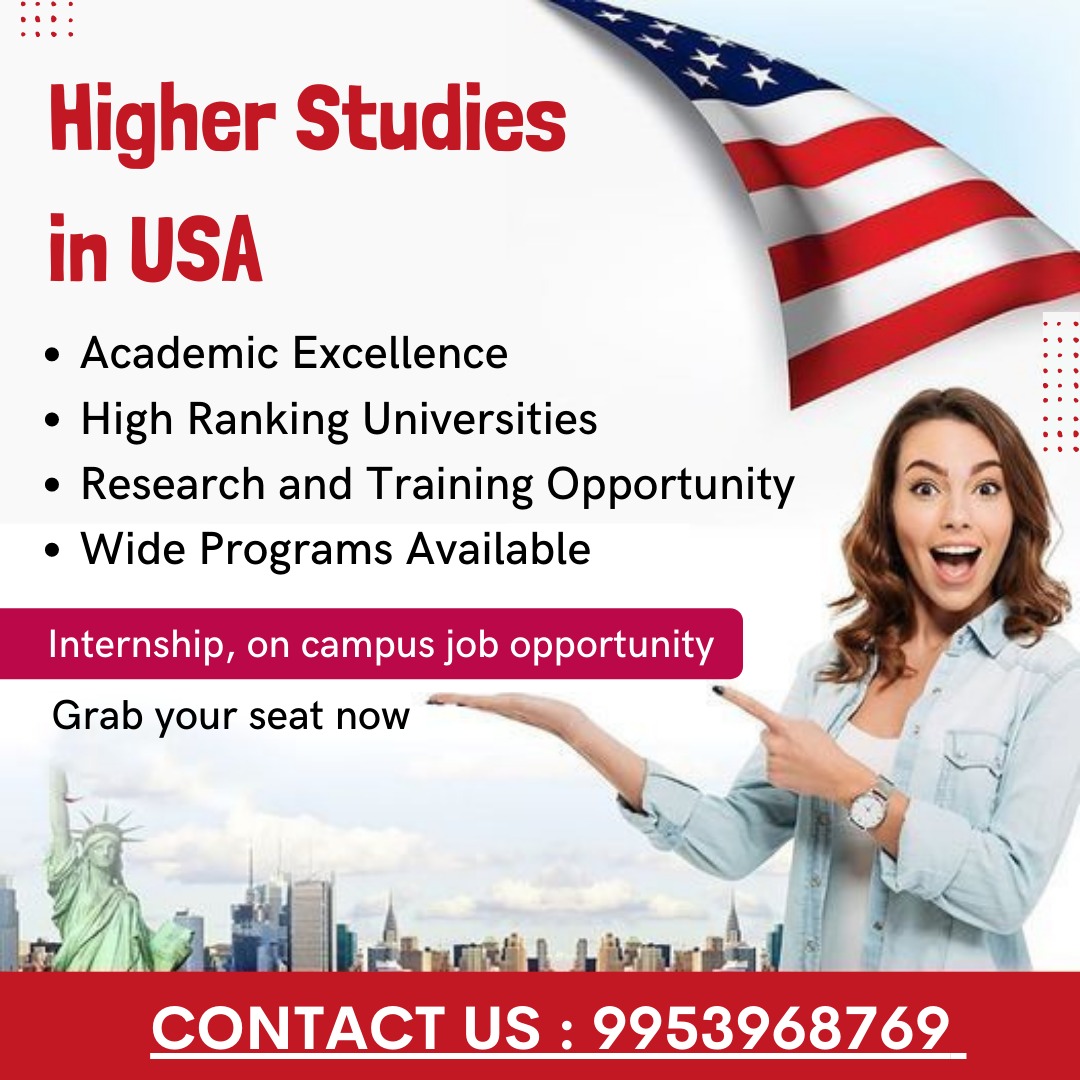 Higher Studies
in USA
• Academic Excellence
• High Ranking Universities
• Research and Training Opportunity
• Wide Programs Available
Internship, on campus job opportunity
Grab your seat now
CONTACT US : 9953968769